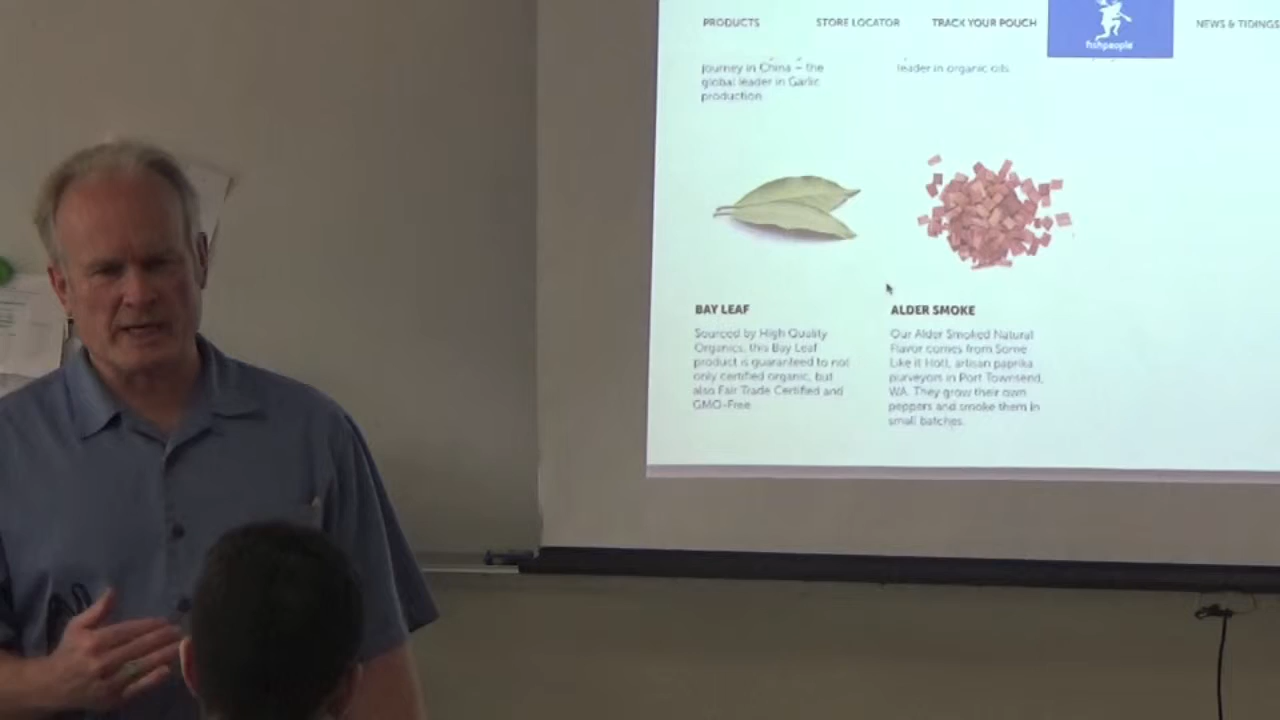 PRODUCTS
STORE LOCATOR
TRACK YOUR POUCH
fishpeople
NEWS & TIDINGS
journey in China – the
global leader in Garlic
production
leader in organic oils
BAY LEAF
Sourced by High Quality
Organics, this Bay Leaf
product is guaranteed to not
only certified organic, but
also Fair Trade Certified and
GMO-Free
ALDER SMOKE
Our Alder Smoked Natural
Flavor comes from Some
Like it Hott, artisan paprika
purveyors in Port Townsend,
WA. They grow their own
peppers and smoke them in
small batches.